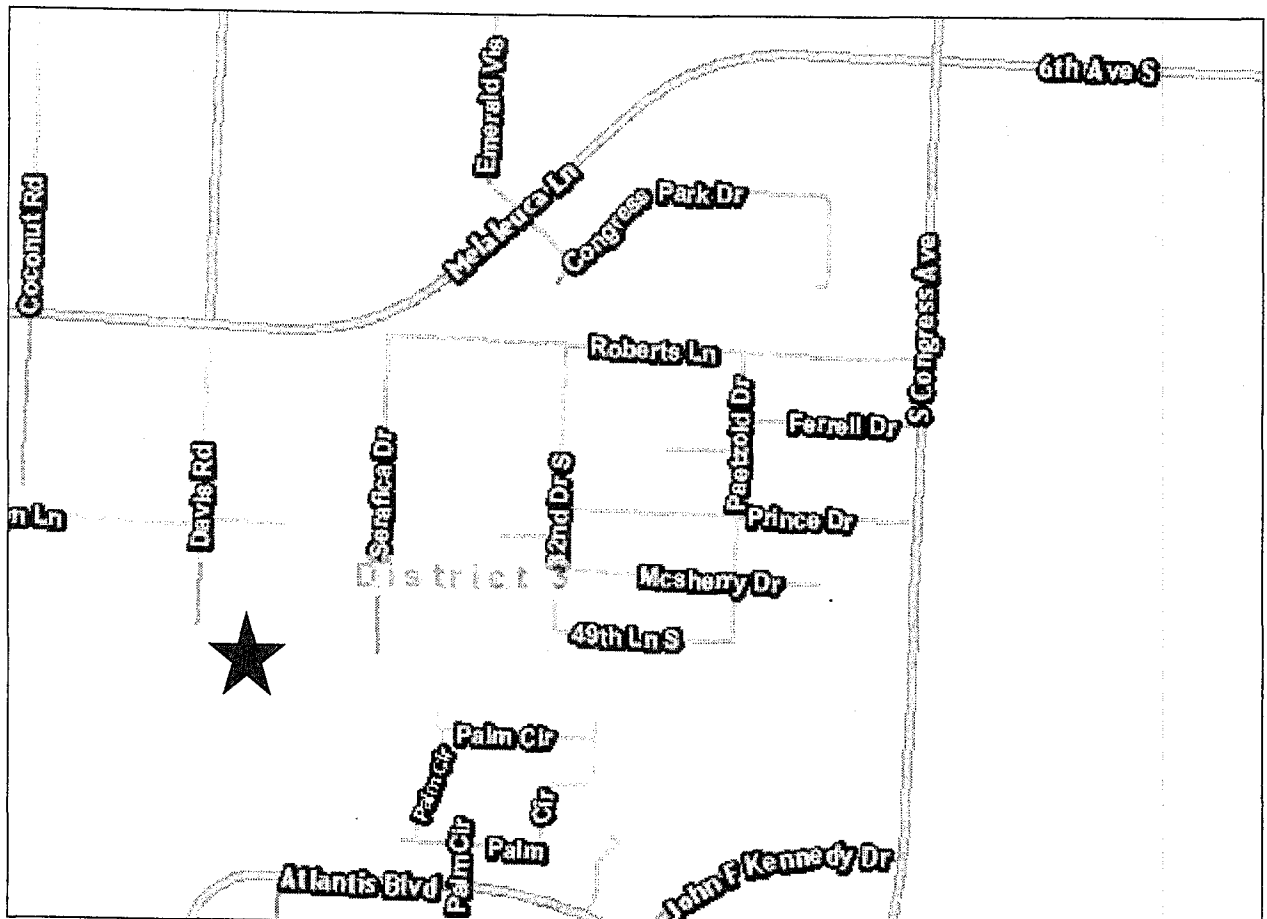 6th Ave S
Emerald Vis
Melaleuca Ln
Congress
Park Dr
Coconut Rd
S Congress Ave
Roberts Ln
Paetzold Dr
Ferrell Dr
Davis Rd
Serafica Dr
n Ln
Prince Dr
District 3
Mcsherry Dr
49th Ln S
Palm Cir
Palm Cir
Cir
Palm Cir
Palm
Atlantis Blvd
John F Kennedy Dr